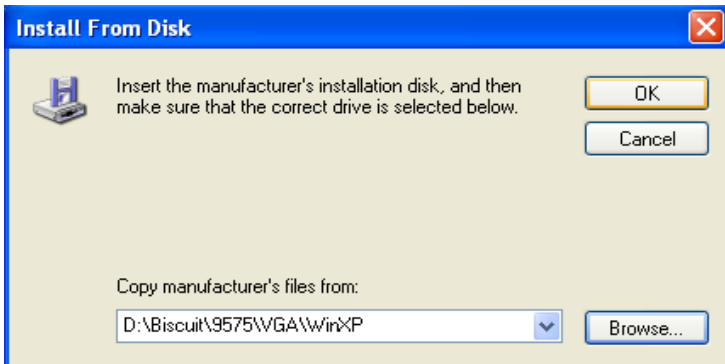 Install From Disk
Insert the manufacturer's installation disk, and then
make sure that the correct drive is selected below.
OK
Cancel
Copy manufacturer's files from:
D:\Biscuit\9575\VGA\WinXP
Browse...